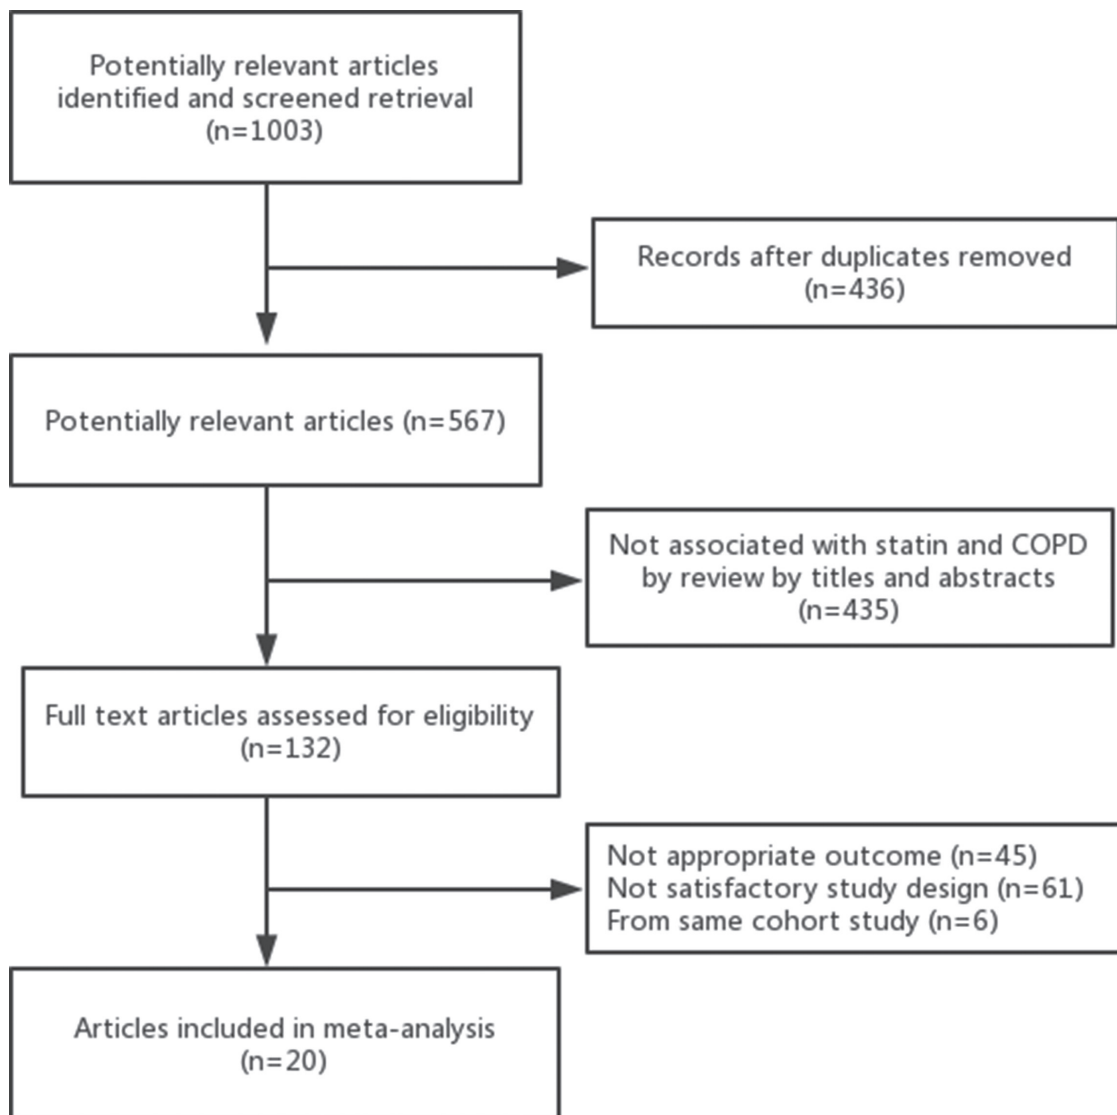 Potentially relevant articles
identified and screened retrieval
(n=1003)
Records after duplicates removed
(n=436)
Potentially relevant articles (n=567)
Not associated with statin and COPD
by review by titles and abstracts
(n=435)
Full text articles assessed for eligibility
(n=132)
Not appropriate outcome (n=45)
Not satisfactory study design (n=61)
From same cohort study (n=6)
Articles included in meta-analysis
(n=20)